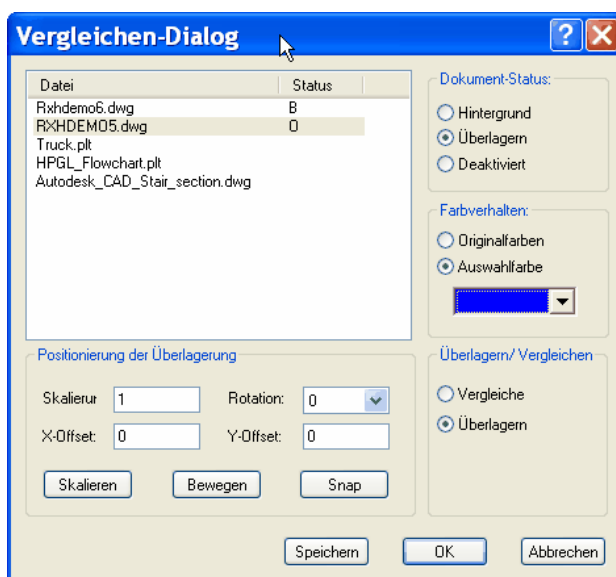 Vergleichen-Dialog
Datei Status
Rxhdemo6.dwg B
RXHDEMO5.dwg O
Truck.plt
HPGL_Flowchart.plt
Autodesk_CAD_Stair_section.dwg
Dokument-Status:
Hintergrund
Überlagern
Deaktiviert
Farbverhalten:
Originalfarben
Auswahlfarbe
Positionierung der Überlagerung
Skalierur 1 Rotation: 0
X-Offset: 0 Y-Offset: 0
Skalieren Bewegen Snap
Überlagern/ Vergleichen
Vergleiche
Überlagern
Speichern OK Abbrechen